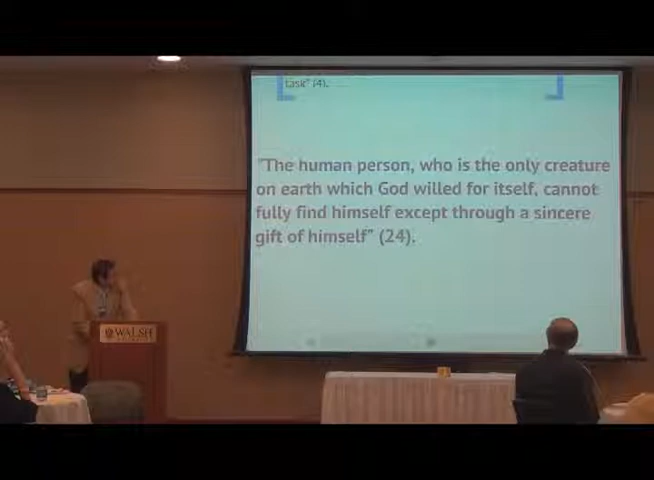 task" (4).
"The human person, who is the only creature
on earth which God willed for itself, cannot
fully find himself except through a sincere
gift of himself" (24).
WALSH